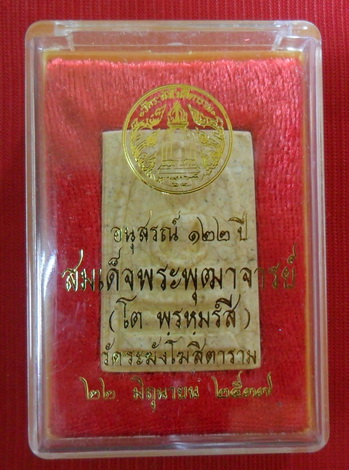 อนุสรณ์ ๑๒๒ ปี
สมเด็จพระพุฒาจารย์
(โต พรหมรังสี)
วัดระฆังโฆสิตาราม
๒๒ มิถุนายน ๒๕๓๗